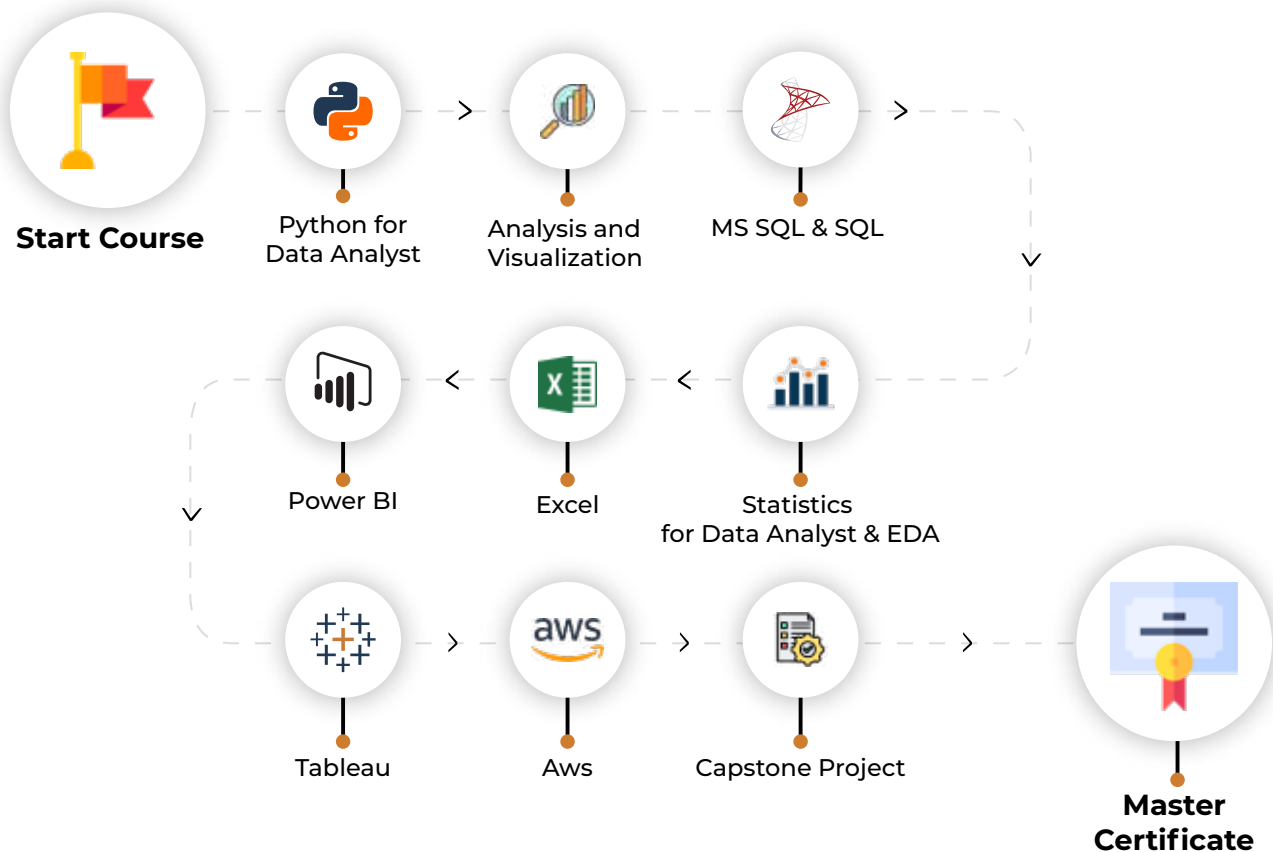 Start Course
Python for
Data Analyst
Analysis and
Visualization
MS SQL & SQL
Statistics
for Data Analyst & EDA
X
Excel
Power BI
Tableau
aws
Aws
Capstone Project
Master
Certificate